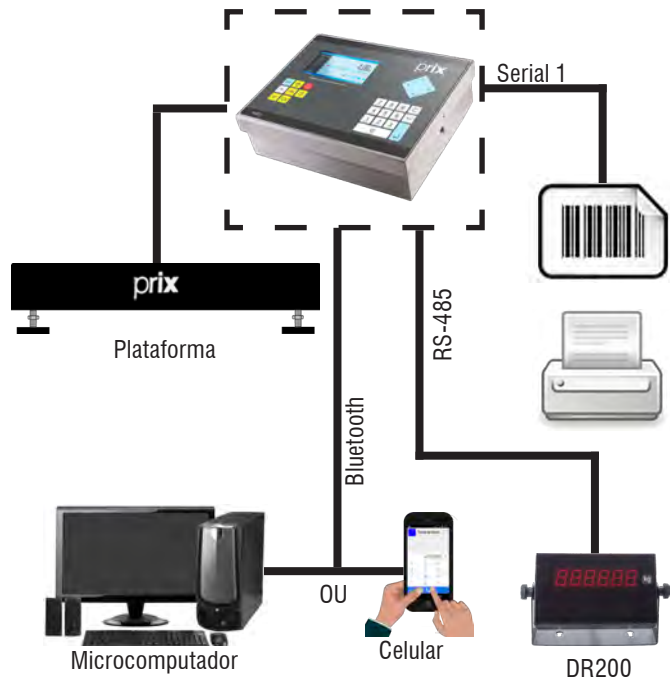 prix
Serial 1
prix
Plataforma
RS-485
Bluetooth
OU
Microcomputador
Celular
DR200